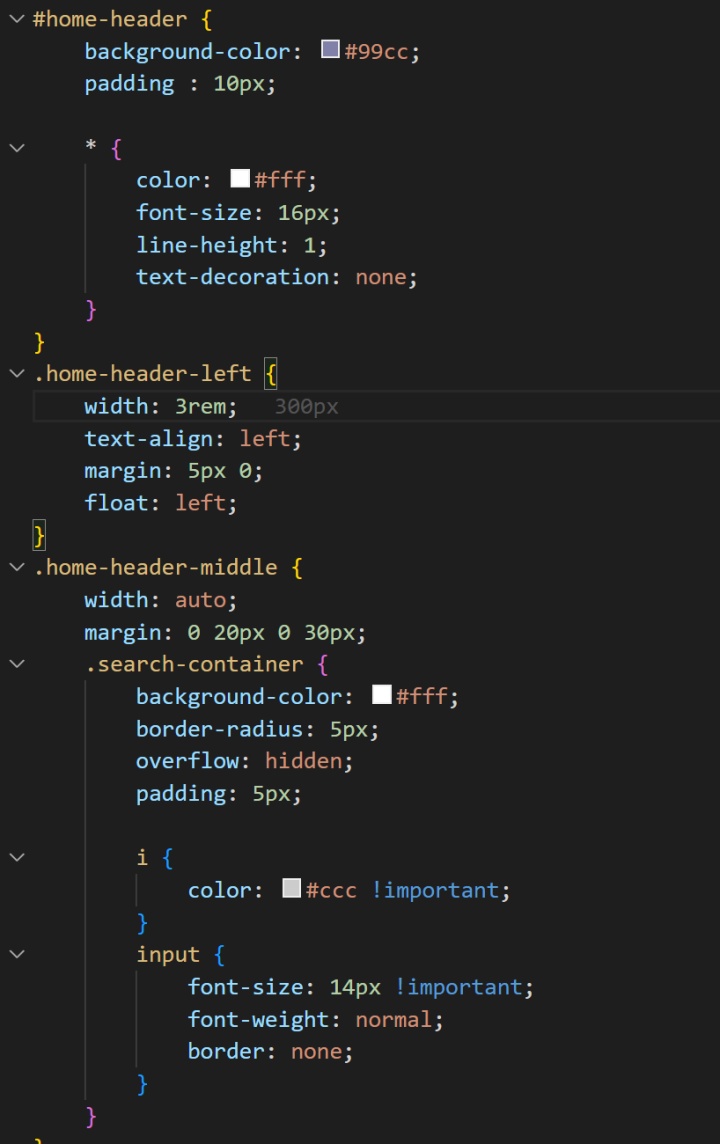 #home-header {
background-color: #99cc;
padding : 10px;
* {
color: #fff;
font-size: 16px;
line-height: 1;
text-decoration: none;
}
}
.home-header-left {
width: 3rem; 300px
text-align: left;
margin: 5px 0;
float: left;
}
.home-header-middle {
width: auto;
margin: 0 20px 0 30px;
.search-container {
background-color: #fff;
border-radius: 5px;
overflow: hidden;
padding: 5px;
i {
color: #ccc !important;
}
input {
font-size: 14px !important;
font-weight: normal;
border: none;
}
}
}